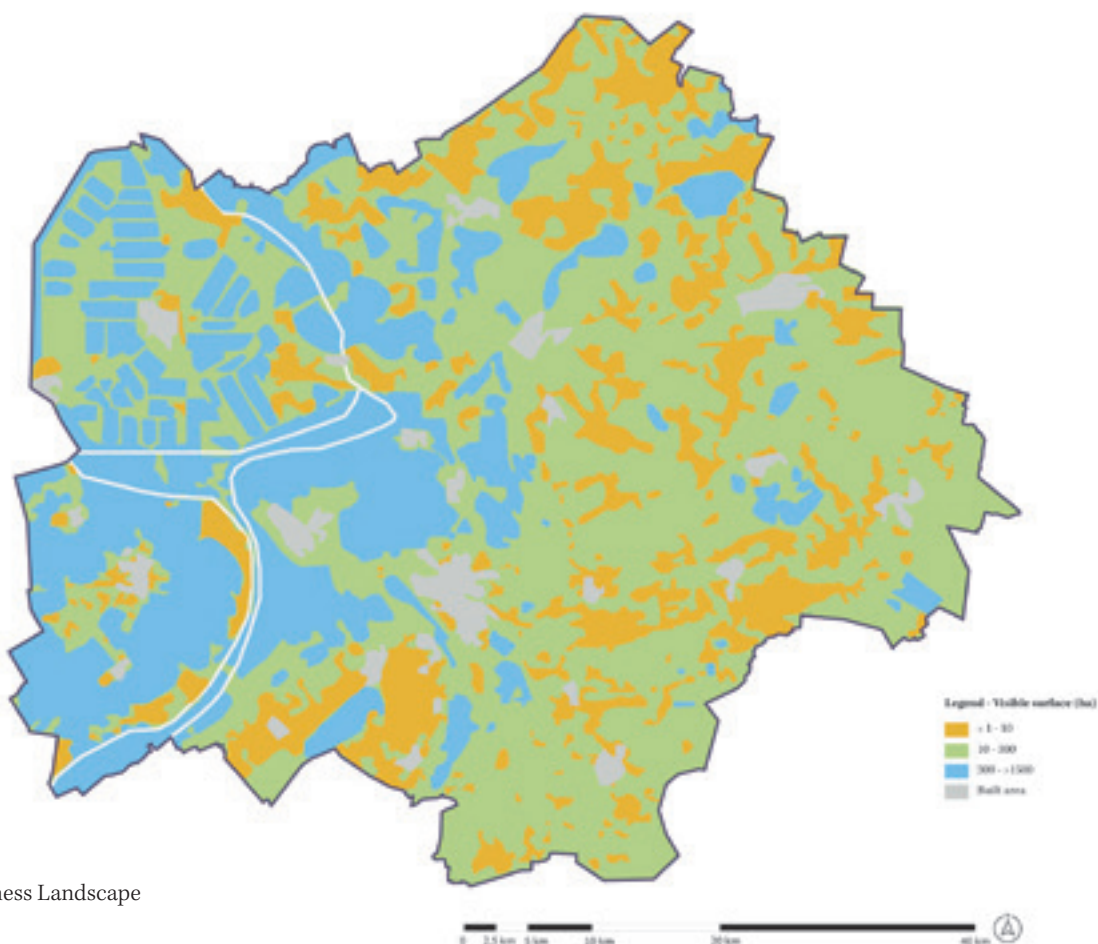 Legend - Visible surface (ha)
< 1 - 10
10 - 300
300 - >1500
Built area
ness Landscape
0 2.5 km 5 km 10 km 20 km 40 km